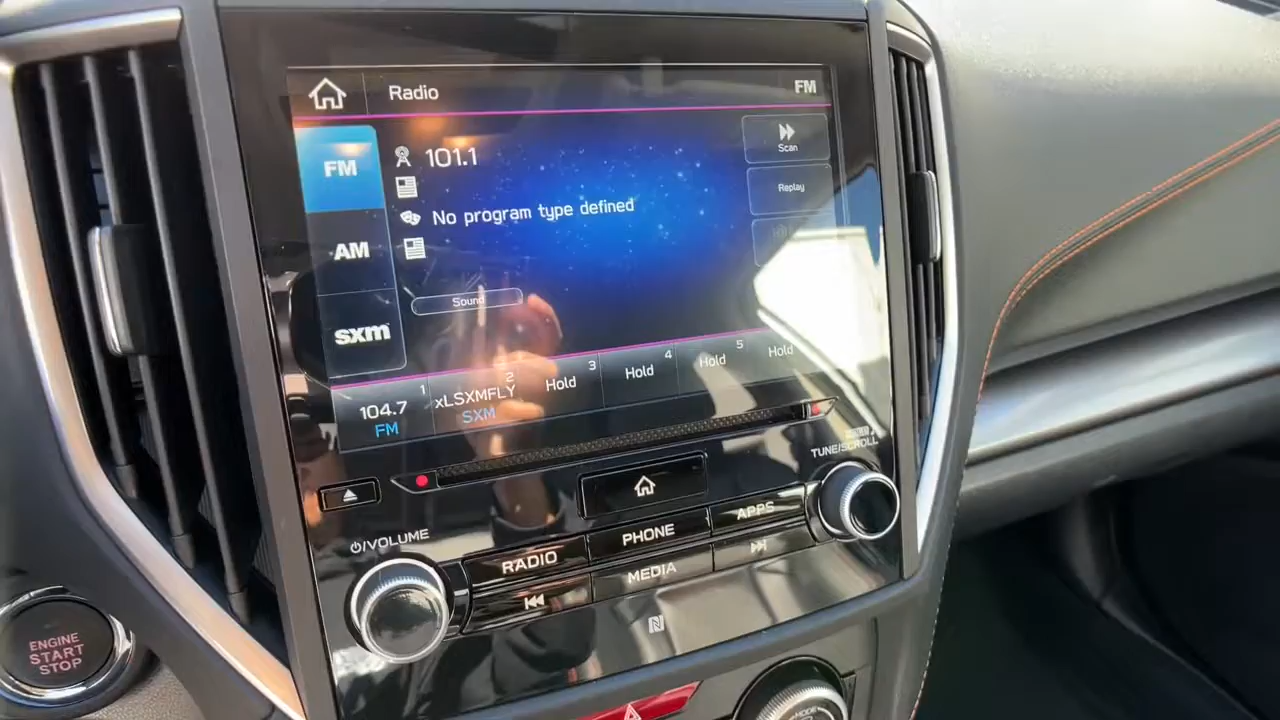 Radio
FM
FM
101.1
Scan
Replay
No program type defined
AM
Sound
sxm
1
104.7
FM
2
xLSXMFLY
SXM
3
Hold
4
Hold
5
Hold
Hold
TUNE/SCROLL
VOLUME
RADIO
PHONE
APPS
MEDIA
ENGINE
START
STOP
MODE